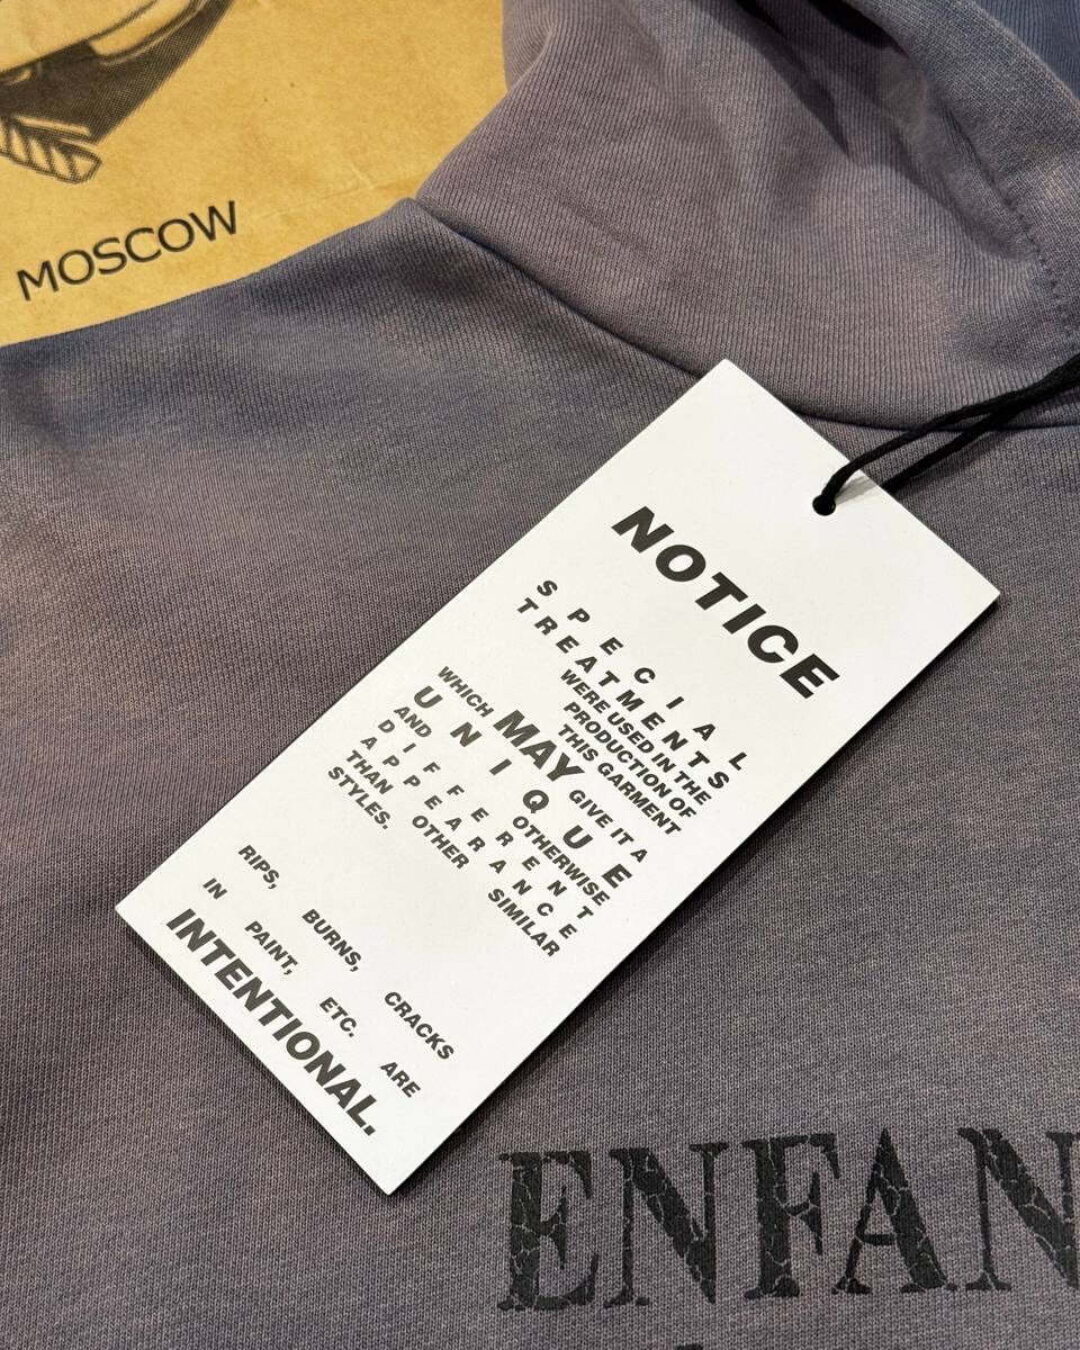 MOSCOW
NOTICE
SPECIAL
TREATMENTS
WERE USED IN THE
PRODUCTION OF
THIS GARMENT
WHICH MAY GIVE IT A
UNIQUE
AND OTHERWISE
DIFFERENT
APPEARANCE
THAN OTHER SIMILAR
STYLES.
RIPS, BURNS, CRACKS
IN PAINT, ETC. ARE
INTENTIONAL.
ENFAN